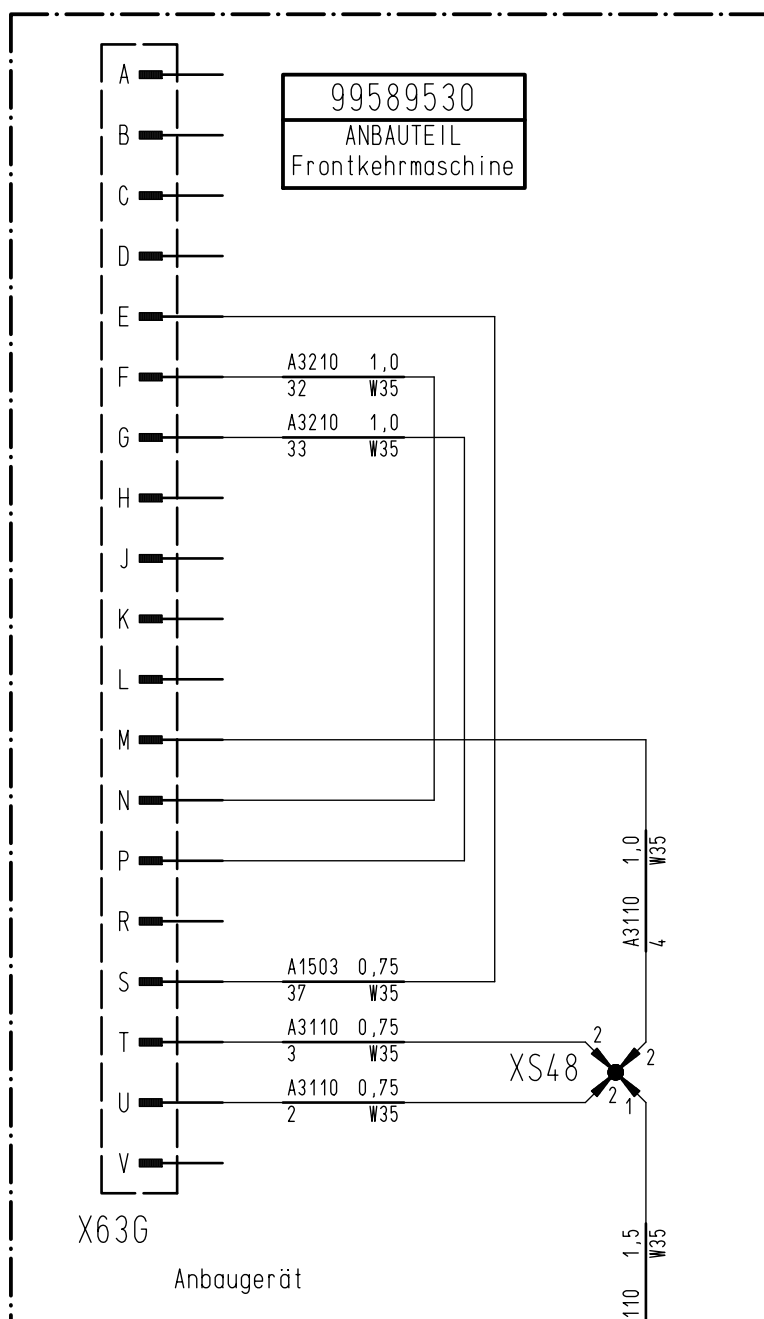 A
99589530
B
ANBAUTEIL
Frontkehrmaschine
C
D
E
F
A3210 1,0
32 W35
G
A3210 1,0
33 W35
H
J
K
L
M
N
P
1,0
W35
A3110
4
R
S
A1503 0,75
37 W35
T
A3110 0,75
3 W35
2
2
XS48
U
A3110 0,75
2 W35
2
1
V
X63G
Anbaugerät
1,5
W35
110